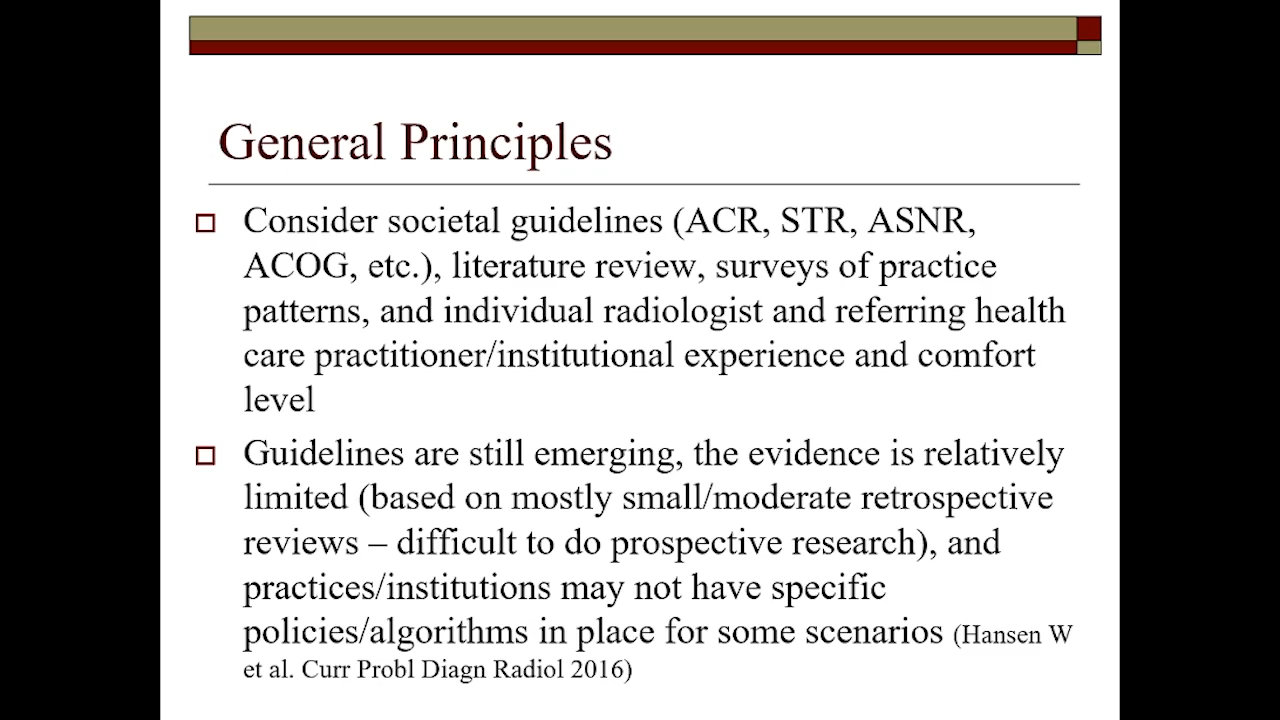 General Principles
Consider societal guidelines (ACR, STR, ASNR,
ACOG, etc.), literature review, surveys of practice
patterns, and individual radiologist and referring health
care practitioner/institutional experience and comfort
level
Guidelines are still emerging, the evidence is relatively
limited (based on mostly small/moderate retrospective
reviews – difficult to do prospective research), and
practices/institutions may not have specific
policies/algorithms in place for some scenarios (Hansen W
et al. Curr Probl Diagn Radiol 2016)